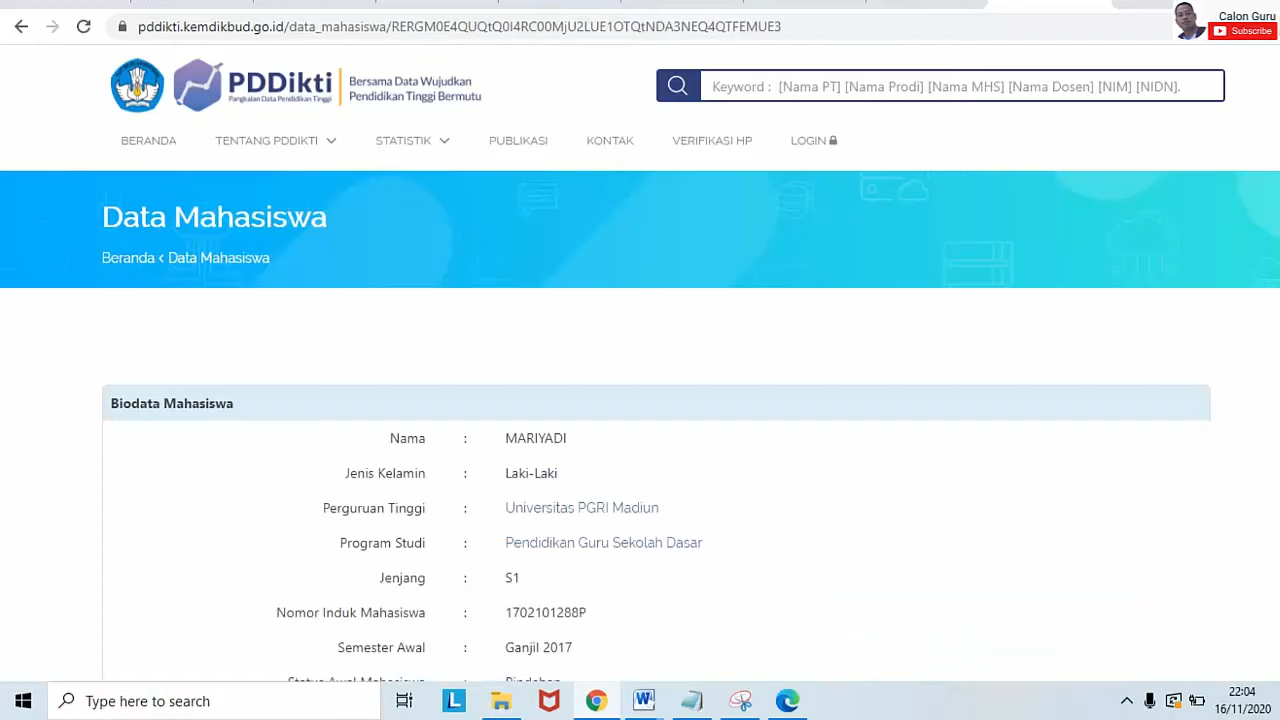 pddikti.kemdikbud.go.id/data_mahasiswa/RERGM0E4QUQtQ0I4RC00MjU2LUE1OTQtNDA3NEQ4QTFEMUE3
Calon Guru
Subscribe
PDDikti
Pangkalan Data Pendidikan Tinggi
Bersama Data Wujudkan
Pendidikan Tinggi Bermutu
Keyword : [Nama PT] [Nama Prodi] [Nama MHS] [Nama Dosen] [NIM] [NIDN].
BERANDA TENTANG PDDIKTI STATISTIK PUBLIKASI KONTAK VERIFIKASI HP LOGIN
Data Mahasiswa
Beranda < Data Mahasiswa
Biodata Mahasiswa
Nama : MARIYADI
Jenis Kelamin : Laki-Laki
Perguruan Tinggi : Universitas PGRI Madiun
Program Studi : Pendidikan Guru Sekolah Dasar
Jenjang : S1
Nomor Induk Mahasiswa : 1702101288P
Semester Awal : Ganjil 2017
Status Awal Mahasiswa : Pindahan
Type here to search
22:04
16/11/2020